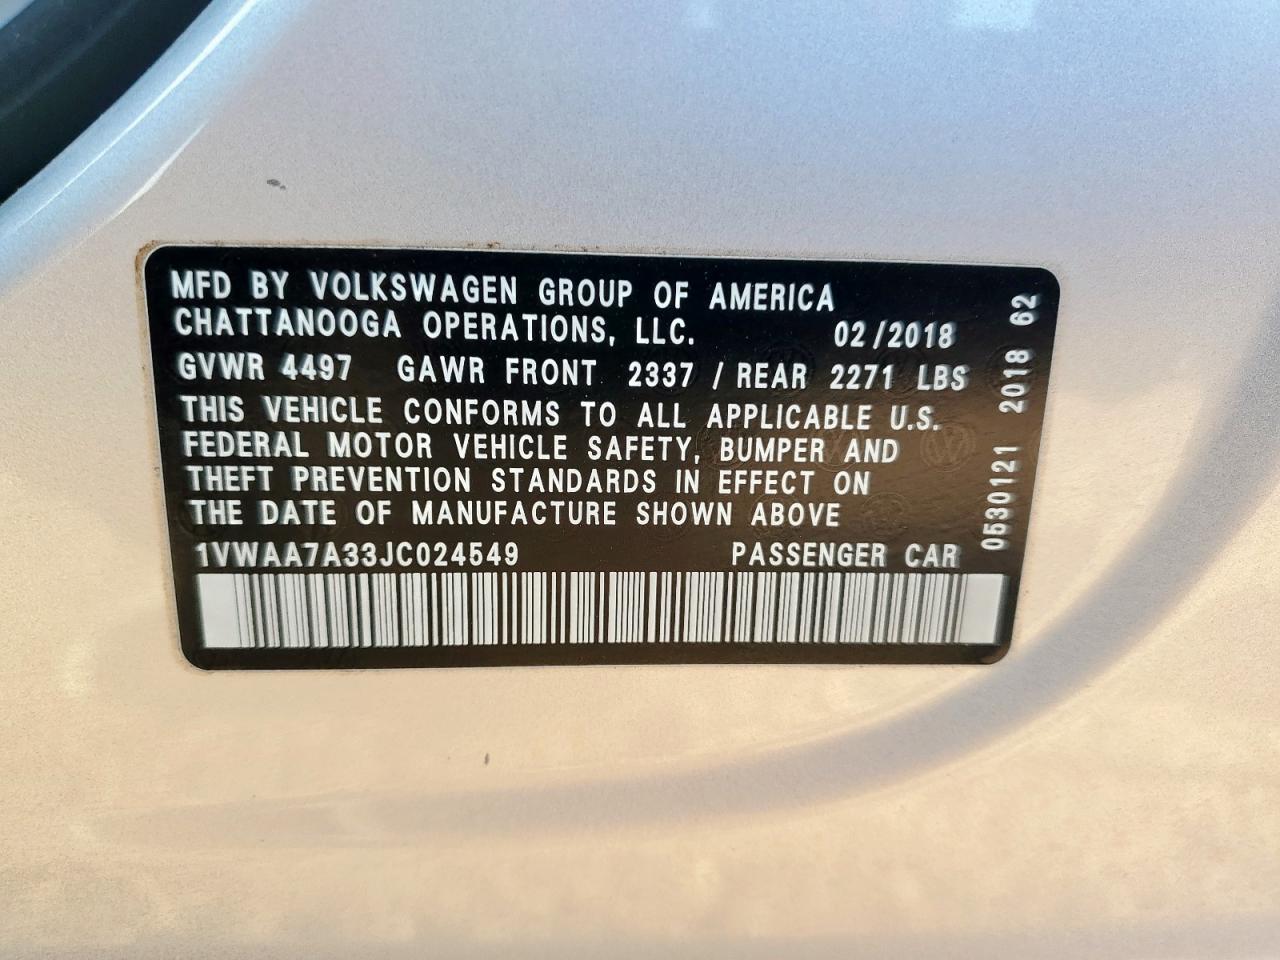 MFD BY VOLKSWAGEN GROUP OF AMERICA
CHATTANOOGA OPERATIONS, LLC. 02/2018
GVWR 4497 GAWR FRONT 2337 / REAR 2271 LBS
THIS VEHICLE CONFORMS TO ALL APPLICABLE U.S.
FEDERAL MOTOR VEHICLE SAFETY, BUMPER AND
THEFT PREVENTION STANDARDS IN EFFECT ON
THE DATE OF MANUFACTURE SHOWN ABOVE
1VWAA7A33JC024549 PASSENGER CAR
0530121 2018 62